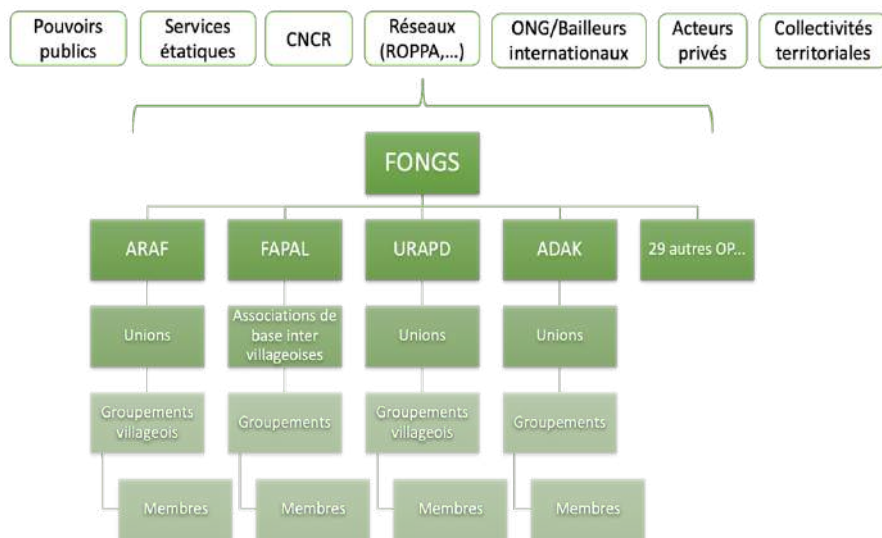 Pouvoirs
publics
Services
étatiques
CNCR
Réseaux
(ROPPA,...)
ONG/Bailleurs
internationaux
Acteurs
privés
Collectivités
territoriales
FONGS
ARAF
FAPAL
URAPD
ADAK
29 autres OP...
Unions
Associations de
base inter
villageoises
Unions
Unions
Groupements
villageois
Groupements
Groupements
villageois
Groupements
Membres
Membres
Membres
Membres